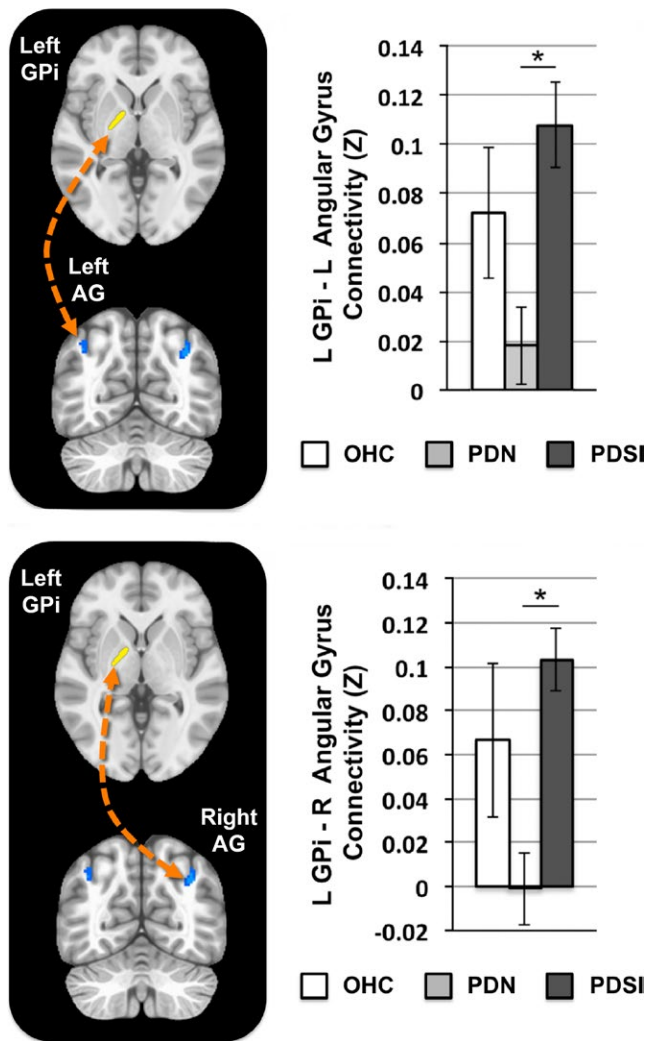 Left
GPi
Left
AG
L GPi - L Angular Gyrus
Connectivity (Z)
0.14
0.12
0.1
0.08
0.06
0.04
0.02
0
*
OHC PDN PDSI
Left
GPi
Right
AG
L GPi - R Angular Gyrus
Connectivity (Z)
0.14
0.12
0.1
0.08
0.06
0.04
0.02
0
-0.02
*
OHC PDN PDSI